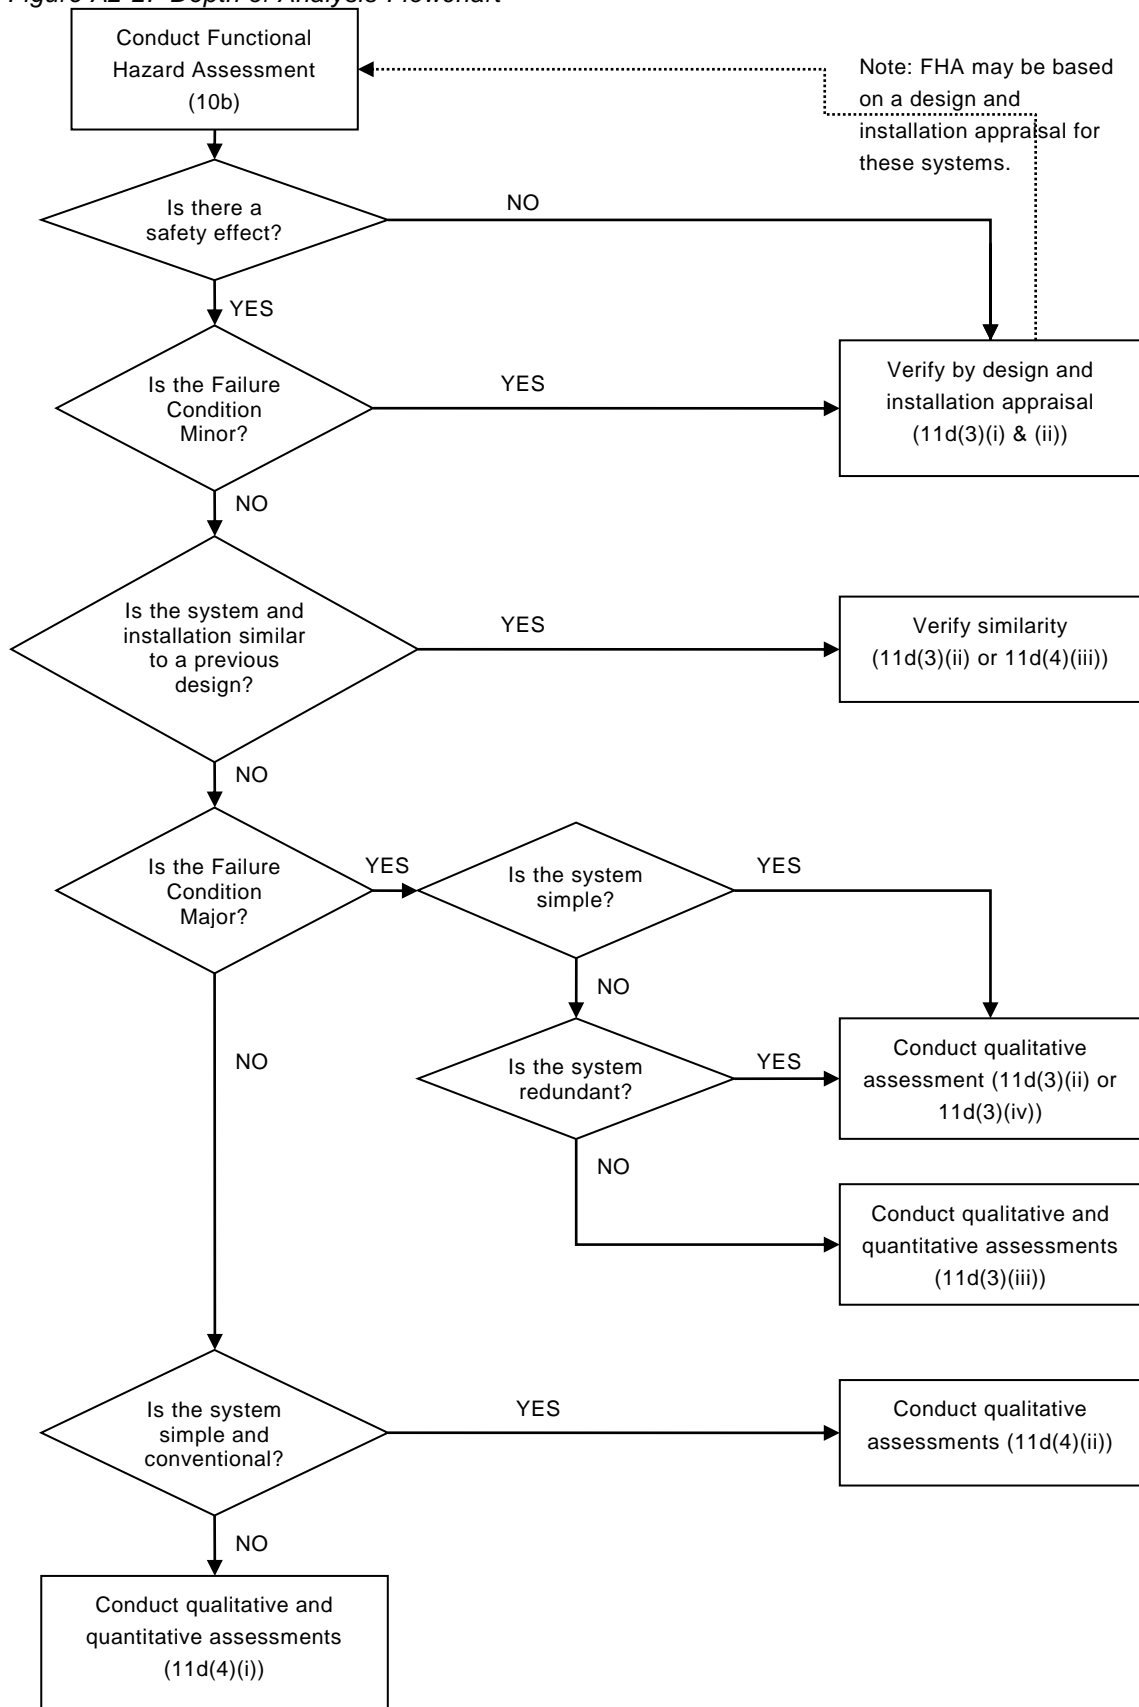 Figure A2-2: Depth of Analysis Flowchart
Conduct Functional
Hazard Assessment
(10b)
Note: FHA may be based
on a design and
installation appraisal for
these systems.
Is there a
safety effect?
NO
YES
Is the Failure
Condition
Minor?
YES
Verify by design and
installation appraisal
(11d(3)(i) & (ii))
NO
Is the system and
installation similar
to a previous
design?
YES
Verify similarity
(11d(3)(ii) or 11d(4)(iii))
NO
Is the Failure
Condition
Major?
YES
Is the system
simple?
YES
NO
NO
Is the system
redundant?
YES
Conduct qualitative
assessment (11d(3)(ii) or
11d(3)(iv))
NO
Conduct qualitative and
quantitative assessments
(11d(3)(iii))
Is the system
simple and
conventional?
YES
Conduct qualitative
assessments (11d(4)(ii))
NO
Conduct qualitative and
quantitative assessments
(11d(4)(i))